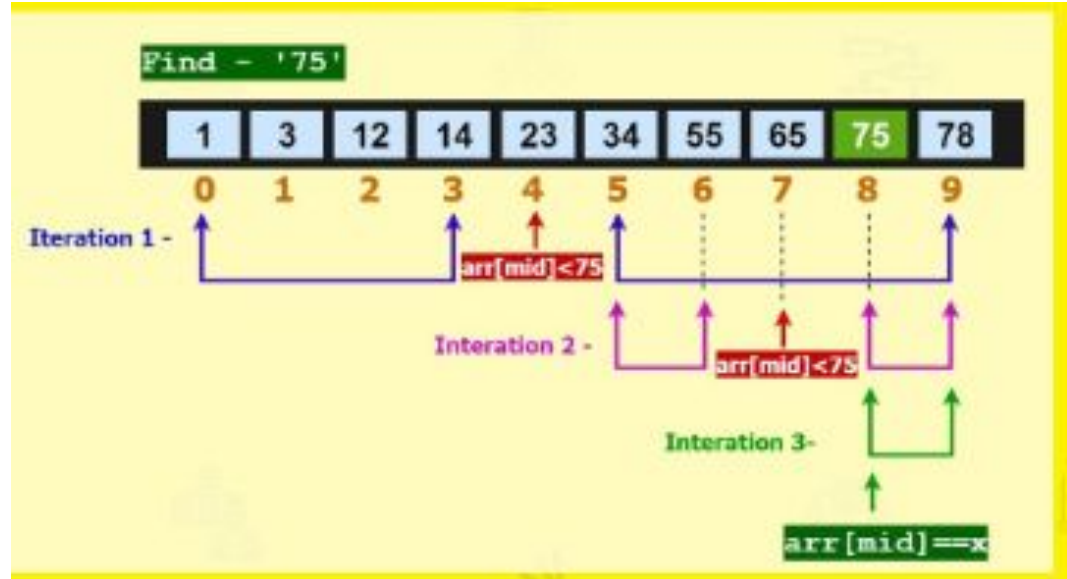 Find - '75'
1 3 12 14 23 34 55 65 75 78
0 1 2 3 4 5 6 7 8 9
Iteration 1 -
arr[mid]<75
Interation 2 -
arr[mid]<75
Interation 3-
arr[mid]==x